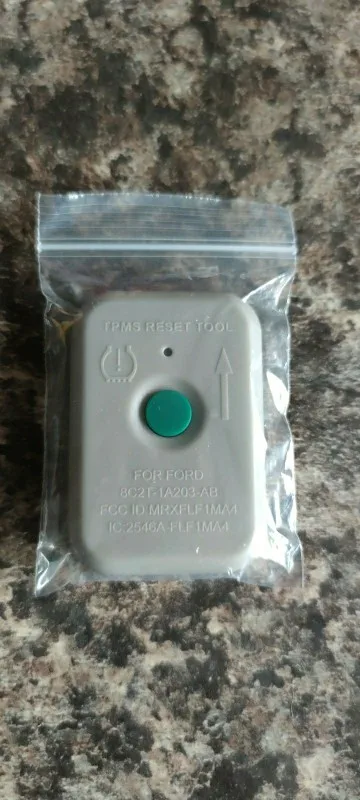 TPMS RESET TOOL
FOR FORD
8C2T-1A203-AB
FCC ID:MRXFLF1MA4
IC:2546A-FLF1MA4